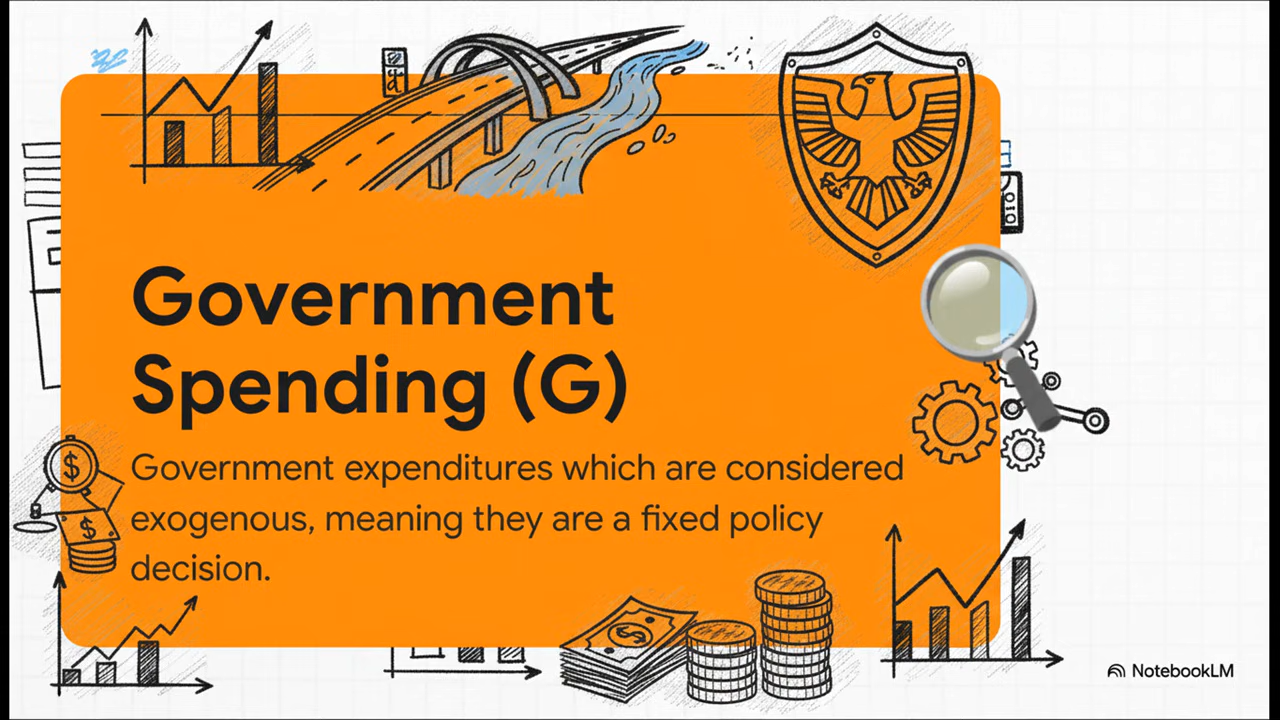 Government
Spending (G)
Government expenditures which are considered
exogenous, meaning they are a fixed policy
decision.
$
$
$
NotebookLM